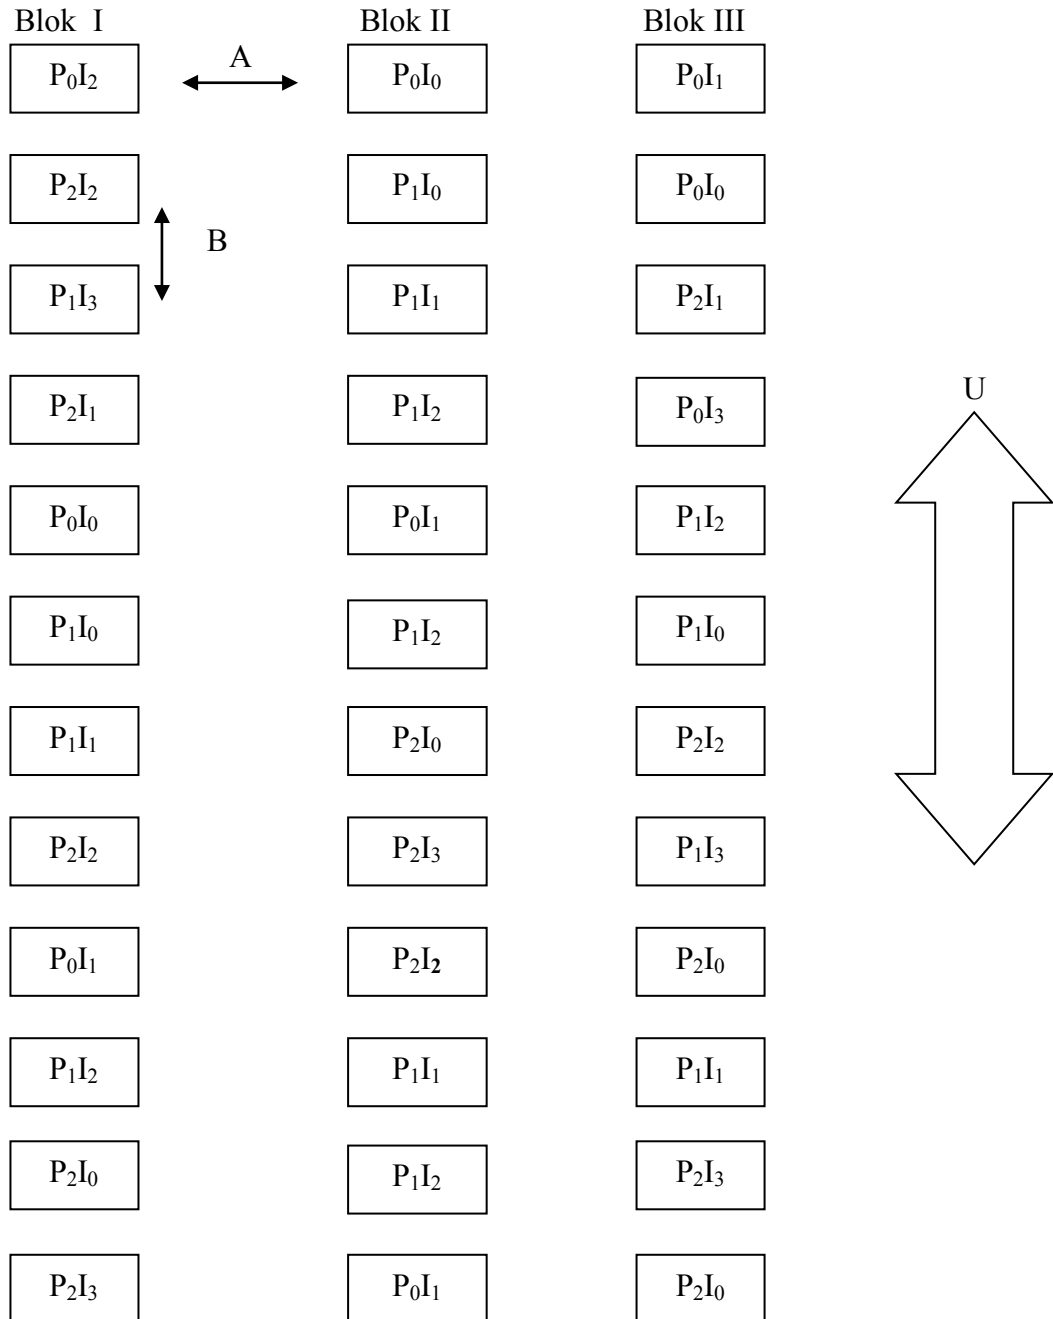 Blok I Blok II Blok III
P₀I₂ A P₀I₀ P₀I₁
P₂I₂ P₁I₀ P₀I₀
B
P₁I₃ P₁I₁ P₂I₁
U
P₂I₁ P₁I₂ P₀I₃
P₀I₀ P₀I₁ P₁I₂
P₁I₀ P₁I₂ P₁I₀
P₁I₁ P₂I₀ P₂I₂
P₂I₂ P₂I₃ P₁I₃
P₀I₁ P₂I₂ P₂I₀
P₁I₂ P₁I₁ P₁I₁
P₂I₀ P₁I₂ P₂I₃
P₂I₃ P₀I₁ P₂I₀